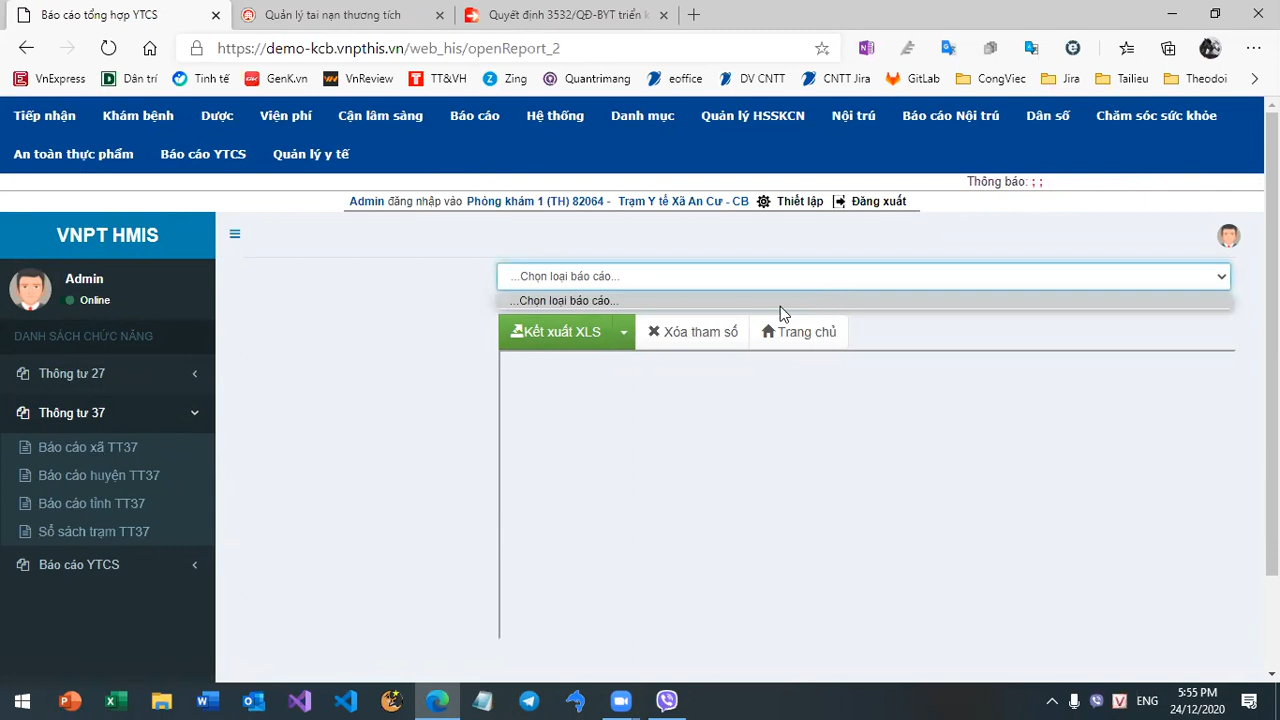 Báo cáo tổng hợp YTCS
Quản lý tai nạn thương tích
Quyết định 3532/QĐ-BYT triển k
https://demo-kcb.vnpthis.vn/web_his/openReport_2
VnExpress
Dân trí
Tinh tế
GenK.vn
VnReview
TT&VH
Zing
Quantrimang
eoffice
DV CNTT
CNTT Jira
GitLab
CongViec
Jira
Tailieu
Theodoi
Tiếp nhận
Khám bệnh
Dược
Viện phí
Cận lâm sàng
Báo cáo
Hệ thống
Danh mục
Quản lý HSSKCN
Nội trú
Báo cáo Nội trú
Dân số
Chăm sóc sức khỏe
An toàn thực phẩm
Báo cáo YTCS
Quản lý y tế
Thông báo: ; ;
Admin đăng nhập vào Phòng khám 1 (TH) 82064 - Trạm Y tế Xã An Cư - CB
Thiết lập
Đăng xuất
VNPT HMIS
Admin
Online
DANH SÁCH CHỨC NĂNG
Thông tư 27
Thông tư 37
Báo cáo xã TT37
Báo cáo huyện TT37
Báo cáo tỉnh TT37
Sổ sách trạm TT37
Báo cáo YTCS
...Chọn loại báo cáo...
...Chọn loại báo cáo...
Kết xuất XLS
Xóa tham số
Trang chủ
ENG
5:55 PM
24/12/2020